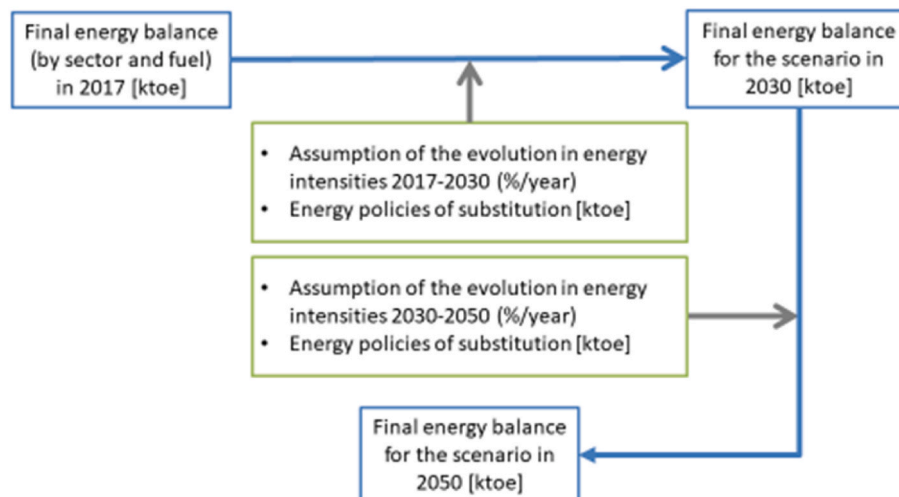 Final energy balance
(by sector and fuel)
in 2017 [ktoe]
Final energy balance
for the scenario in
2030 [ktoe]
• Assumption of the evolution in energy
intensities 2017-2030 (%/year)
• Energy policies of substitution [ktoe]
• Assumption of the evolution in energy
intensities 2030-2050 (%/year)
• Energy policies of substitution [ktoe]
Final energy balance
for the scenario in
2050 [ktoe]